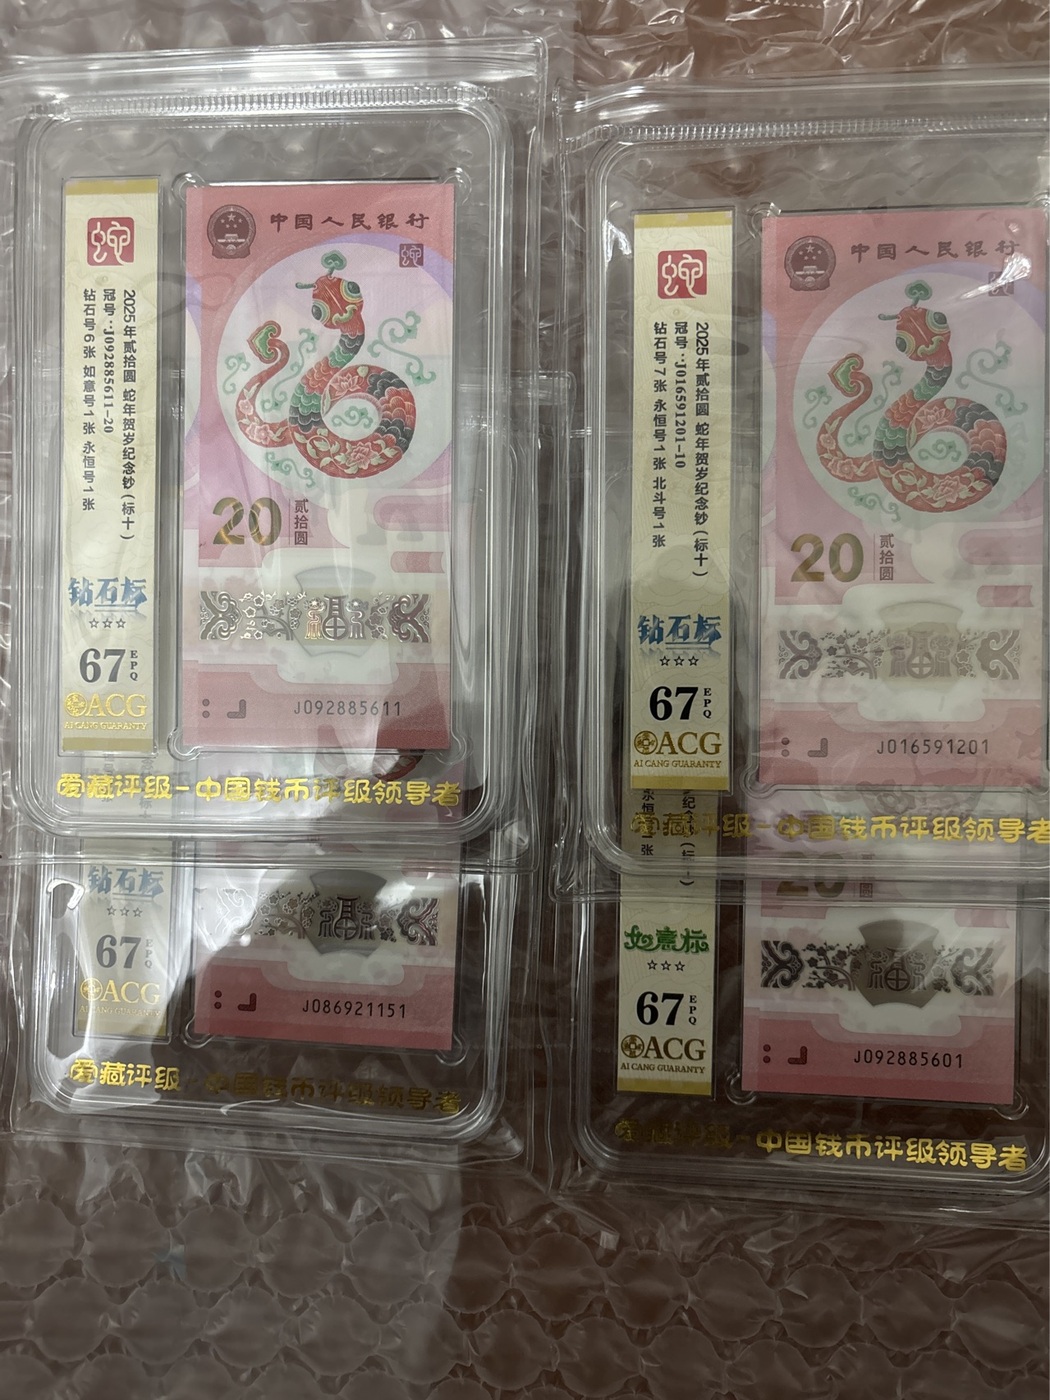 蛇
2025年贰拾圆 蛇年贺岁纪念钞(标十)
冠号:J092885611-20
钻石号6张 如意号1张 永恒号1张
钻石标
67 EPQ
ACG
AI CANG GUARANTY
中国人民银行
蛇
20 贰拾圆
福
J092885611
爱藏评级-中国钱币评级领导者
蛇
2025年贰拾圆 蛇年贺岁纪念钞(标十)
冠号:J016591201-10
钻石号7张 永恒号1张 北斗号1张
钻石标
67 EPQ
ACG
AI CANG GUARANTY
中国人民银行
20 贰拾圆
福
J016591201
爱藏评级-中国钱币评级领导者
钻石标
67 EPQ
ACG
AI CANG GUARANTY
福
J086921151
爱藏评级-中国钱币评级领导者
如意标
67 EPQ
ACG
AI CANG GUARANTY
20
福
J092885601
爱藏评级-中国钱币评级领导者